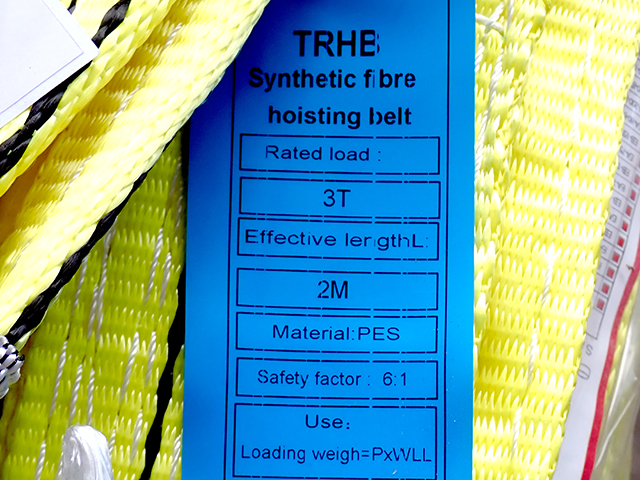 TRHB
Synthetic fibre
hoisting belt
Rated load :
3T
Effective lengthL:
2M
Material:PES
Safety factor : 6:1
Use:
Loading weigh=PxWLL